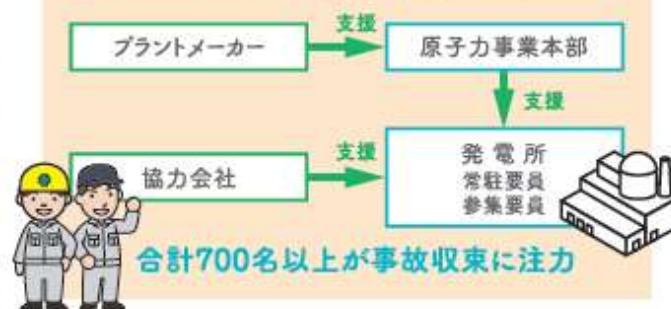 プラントメーカー
支援
原子力事業本部
支援
協力会社
支援
発電所
常駐要員
参集要員
合計700名以上が事故収束に注力